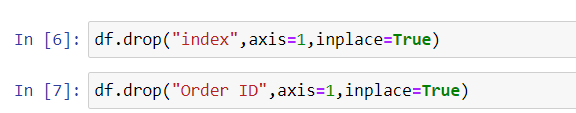 In [6]: df.drop("index",axis=1,inplace=True)
In [7]: df.drop("Order ID",axis=1,inplace=True)